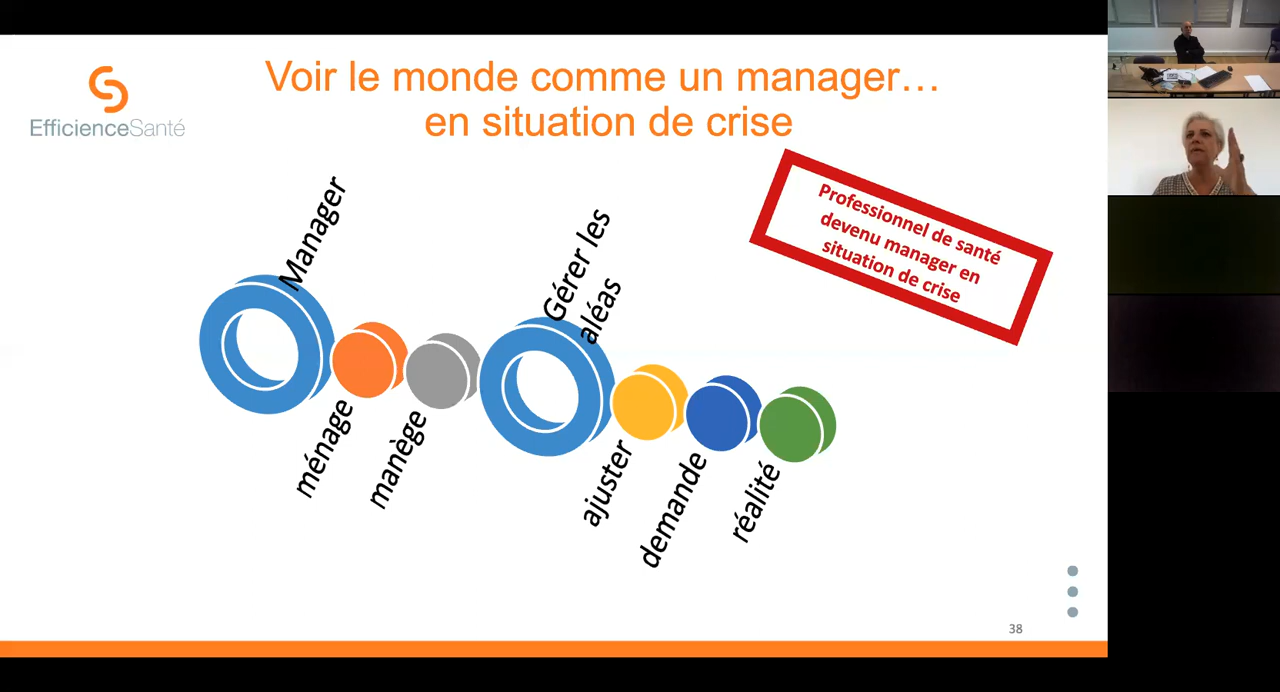 EfficienceSanté
Voir le monde comme un manager…
en situation de crise
Professionnel de santé
devenu manager en
situation de crise
Manager
ménage
manège
Gérer les
aléas
ajuster
demande
réalité
38